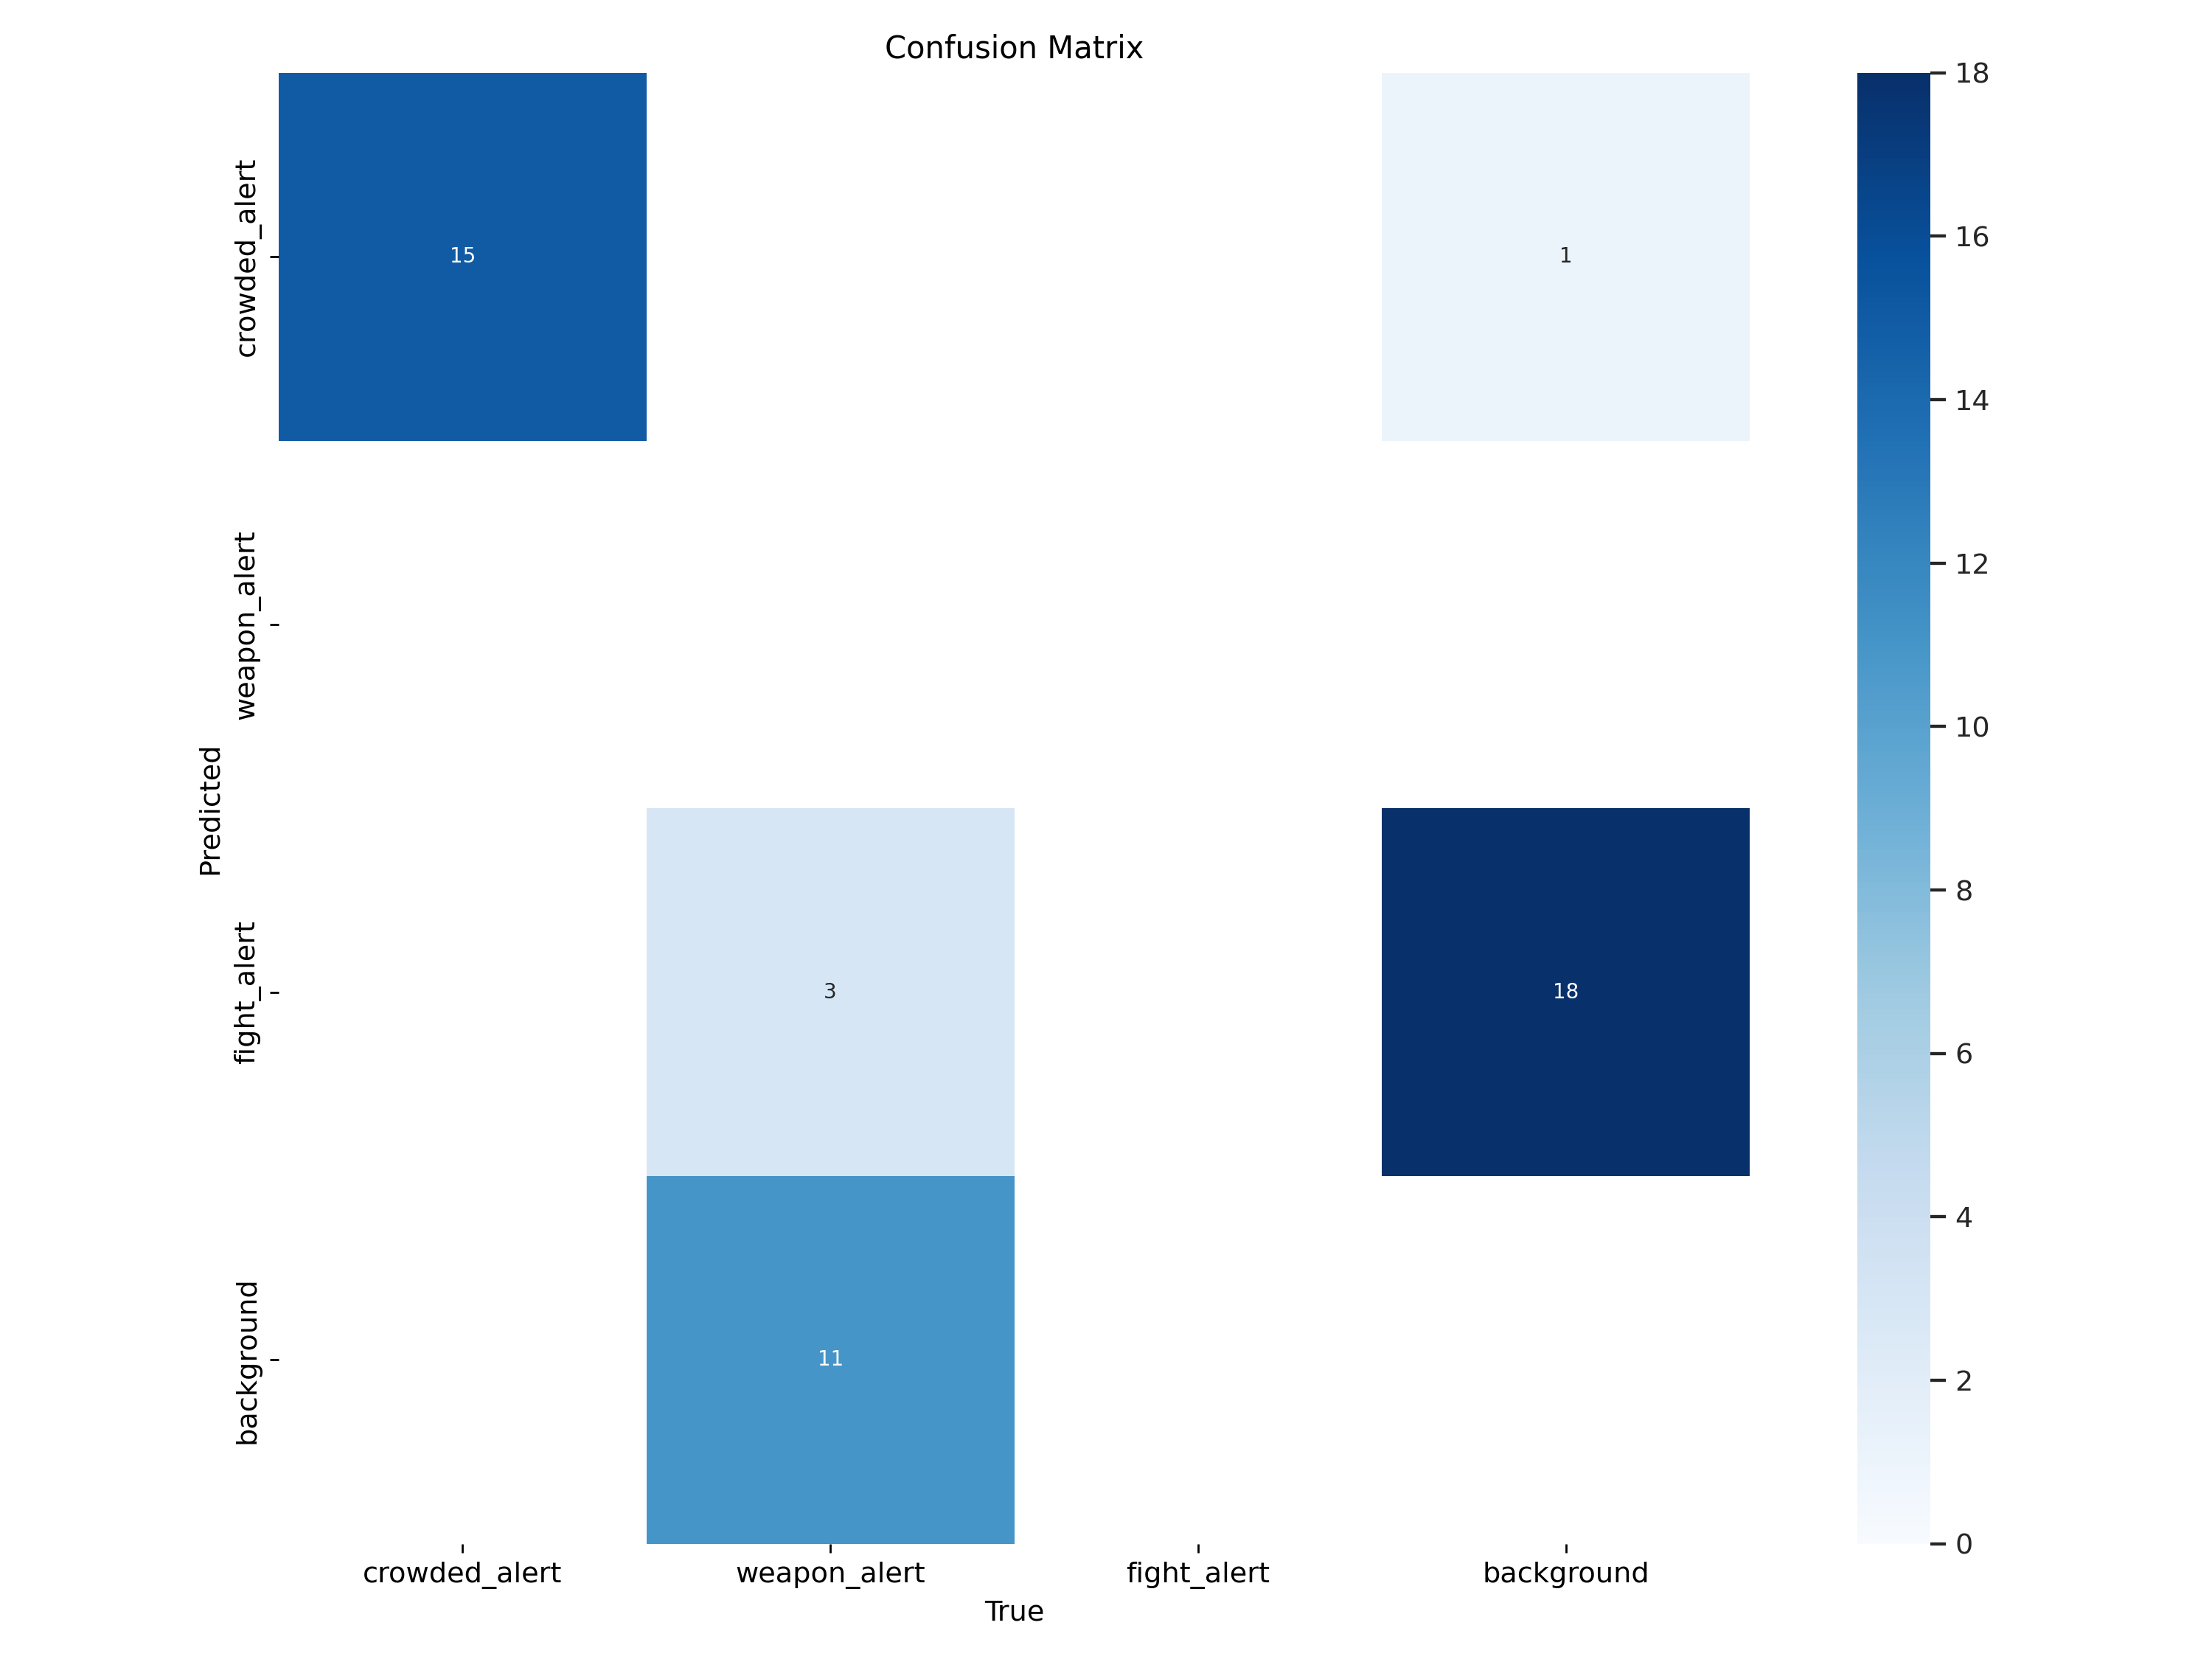 Confusion Matrix
crowded_alert
weapon_alert
fight_alert
background
Predicted
15
1
3
18
11
crowded_alert
weapon_alert
fight_alert
background
True
18
16
14
12
10
8
6
4
2
0